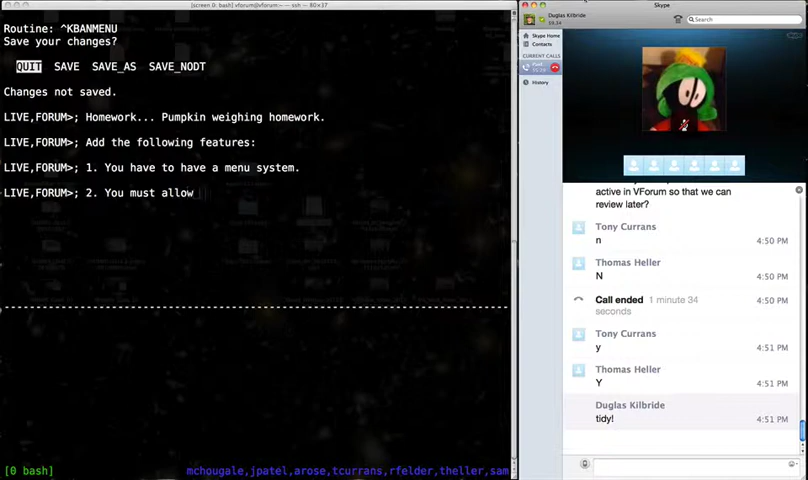 [screen 0: bash] vforum@vforum:~ — ssh — 80×37
Routine: ^KBANMENU
Save your changes?
QUIT SAVE SAVE_AS SAVE_NODT
Changes not saved.
LIVE,FORUM>; Homework... Pumpkin weighing homework.
LIVE,FORUM>; Add the following features:
LIVE,FORUM>; 1. You have to have a menu system.
LIVE,FORUM>; 2. You must allow
[0 bash] mchougale,jpatel,arose,tcurrans,rfelder,theller,sam
Skype
Duglas Kilbride
Search
Skype Home
Contacts
CURRENT CALLS
History
active in VForum so that we can
review later?
Tony Currans
n 4:50 PM
Thomas Heller
N 4:50 PM
Call ended 1 minute 34
seconds 4:50 PM
Tony Currans
y 4:51 PM
Thomas Heller
Y 4:51 PM
Duglas Kilbride
tidy! 4:51 PM